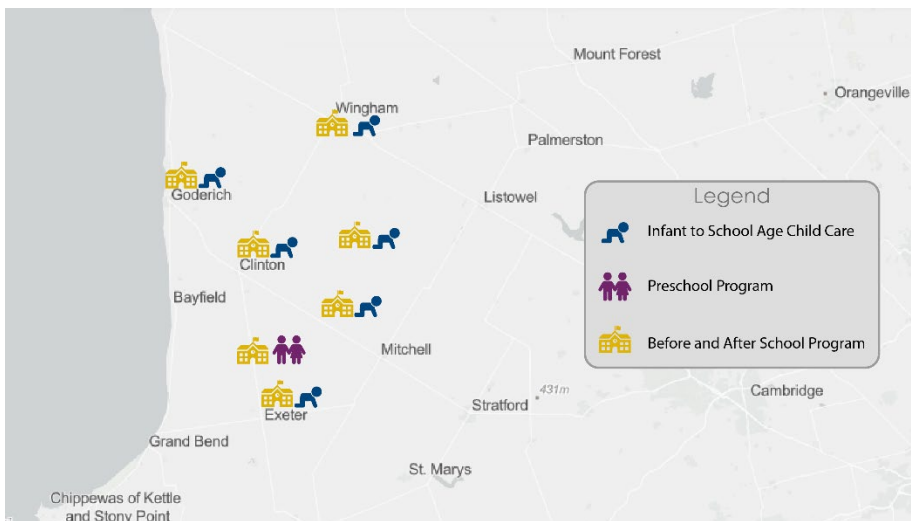 Mount Forest
Orangeville
Wingham
Palmerston
Goderich
Listowel
Legend
Infant to School Age Child Care
Clinton
Bayfield
Preschool Program
Before and After School Program
Mitchell
431m
Cambridge
Stratford
Exeter
Grand Bend
St. Marys
Chippewas of Kettle
and Stony Point